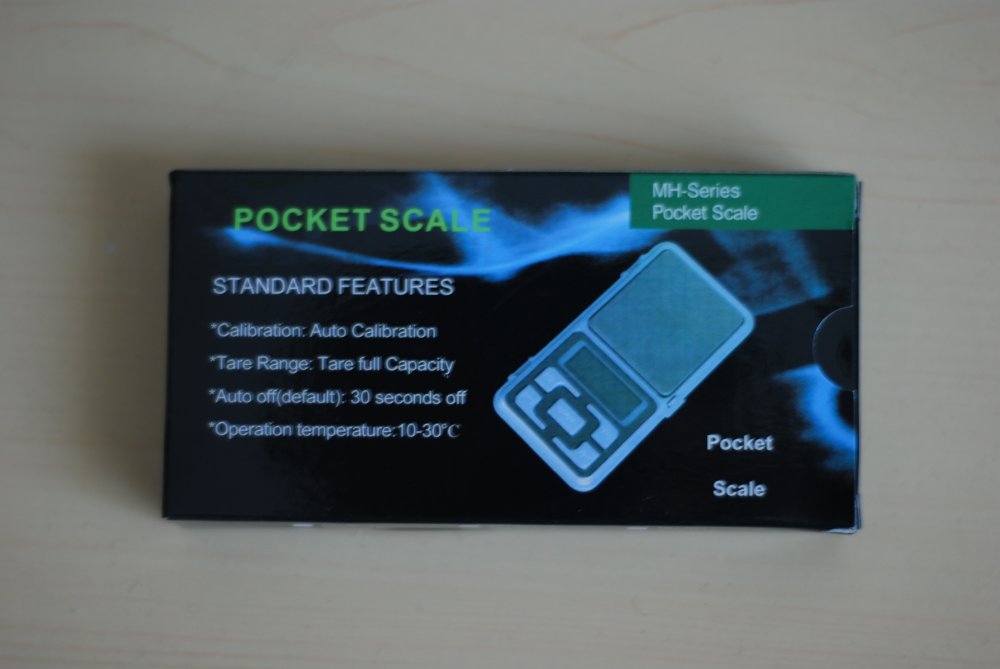 POCKET SCALE
MH-Series
Pocket Scale
STANDARD FEATURES
*Calibration: Auto Calibration
*Tare Range: Tare full Capacity
*Auto off(default): 30 seconds off
*Operation temperature:10-30°C
Pocket
Scale